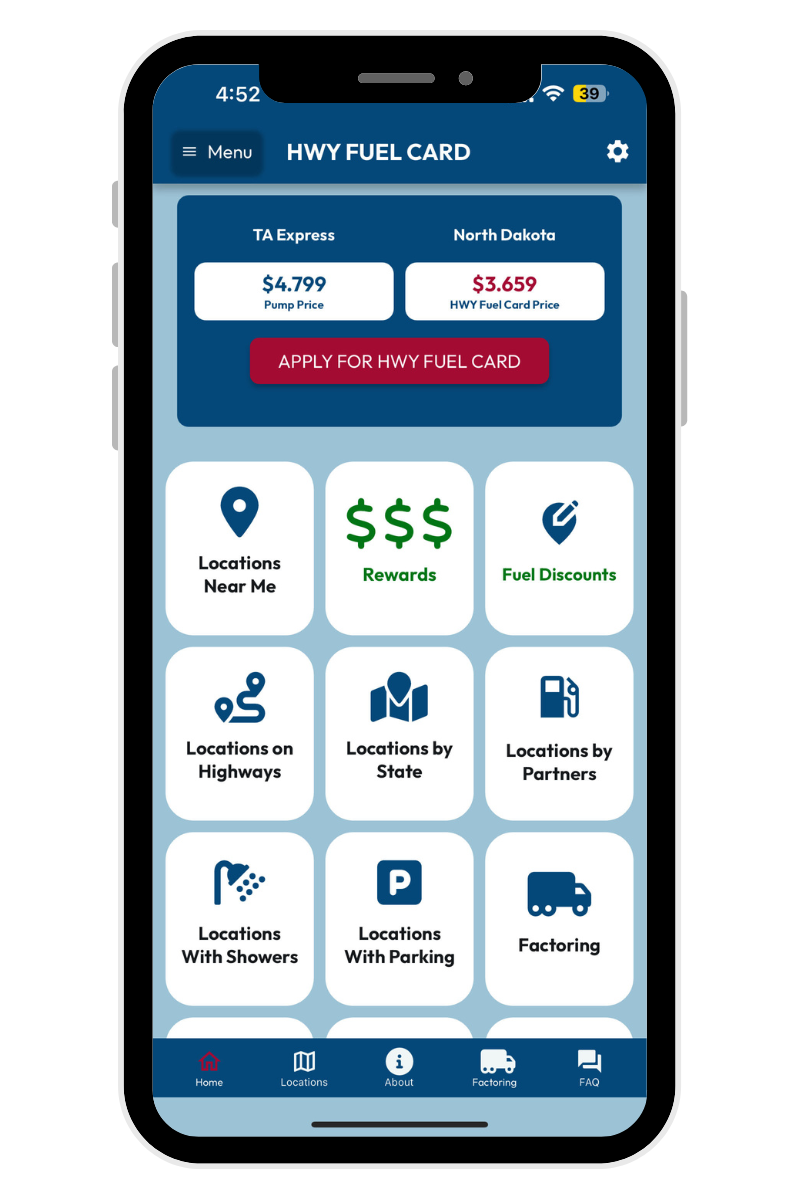 4:52
39
Menu
HWY FUEL CARD
TA Express
North Dakota
$4.799
Pump Price
$3.659
HWY Fuel Card Price
APPLY FOR HWY FUEL CARD
Locations
Near Me
$$$
Rewards
Fuel Discounts
Locations on
Highways
Locations by
State
Locations by
Partners
Locations
With Showers
P
Locations
With Parking
Factoring
Home
Locations
i
About
Factoring
FAQ